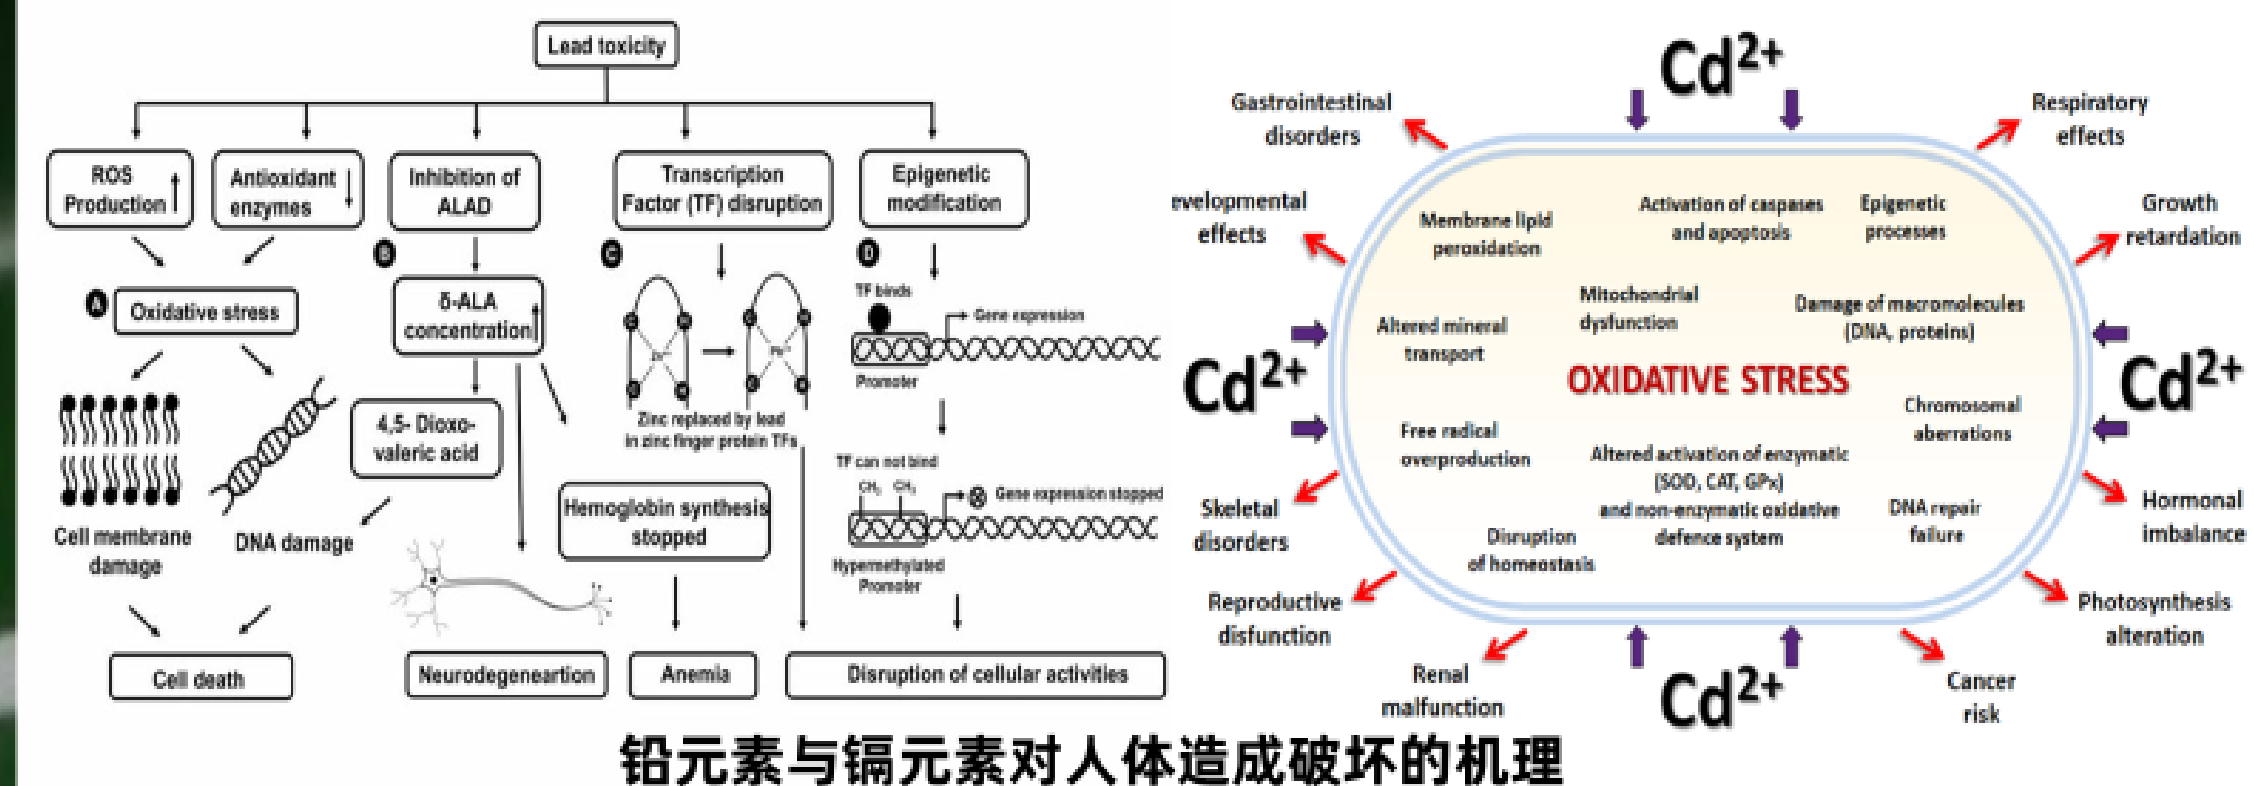 Lead toxicity
ROS
Production
Antioxidant
enzymes
Inhibition of
ALAD
Transcription
Factor (TF) disruption
Epigenetic
modification
A
Oxidative stress
B
δ-ALA
concentration
C
D
TF binds
Gene expression
Promoter
4,5- Dioxo-
valeric acid
Zinc replaced by lead
in zinc finger protein TFs
TF can not bind
CH₃ CH₃
Gene expression stopped
Hypermethylated
Promoter
Cell membrane
damage
DNA damage
Hemoglobin synthesis
stopped
Cell death
Neurodegeneartion
Anemia
Disruption of cellular activities
Cd²⁺
Gastrointestinal
disorders
Respiratory
effects
evelopmental
effects
Growth
retardation
Membrane lipid
peroxidation
Activation of caspases
and apoptosis
Epigenetic
processes
Mitochondrial
dysfunction
Damage of macromolecules
(DNA, proteins)
Altered mineral
transport
OXIDATIVE STRESS
Cd²⁺
Cd²⁺
Chromosomal
aberrations
Free radical
overproduction
Altered activation of enzymatic
(SOD, CAT, GPx)
and non-enzymatic oxidative
defence system
DNA repair
failure
Disruption
of homeostasis
Skeletal
disorders
Hormonal
imbalance
Reproductive
disfunction
Photosynthesis
alteration
Renal
malfunction
Cd²⁺
Cancer
risk
铅元素与镉元素对人体造成破坏的机理